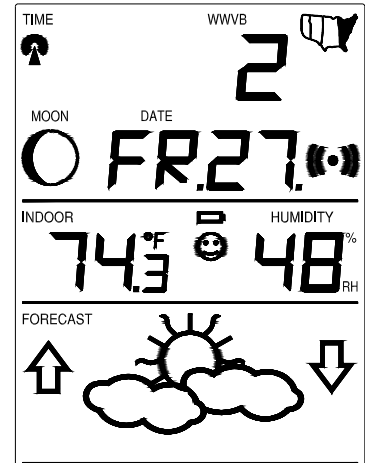 TIME WWVB
2
MOON DATE
FR.27.
INDOOR HUMIDITY
74.3 °F 48 %
RH
FORECAST